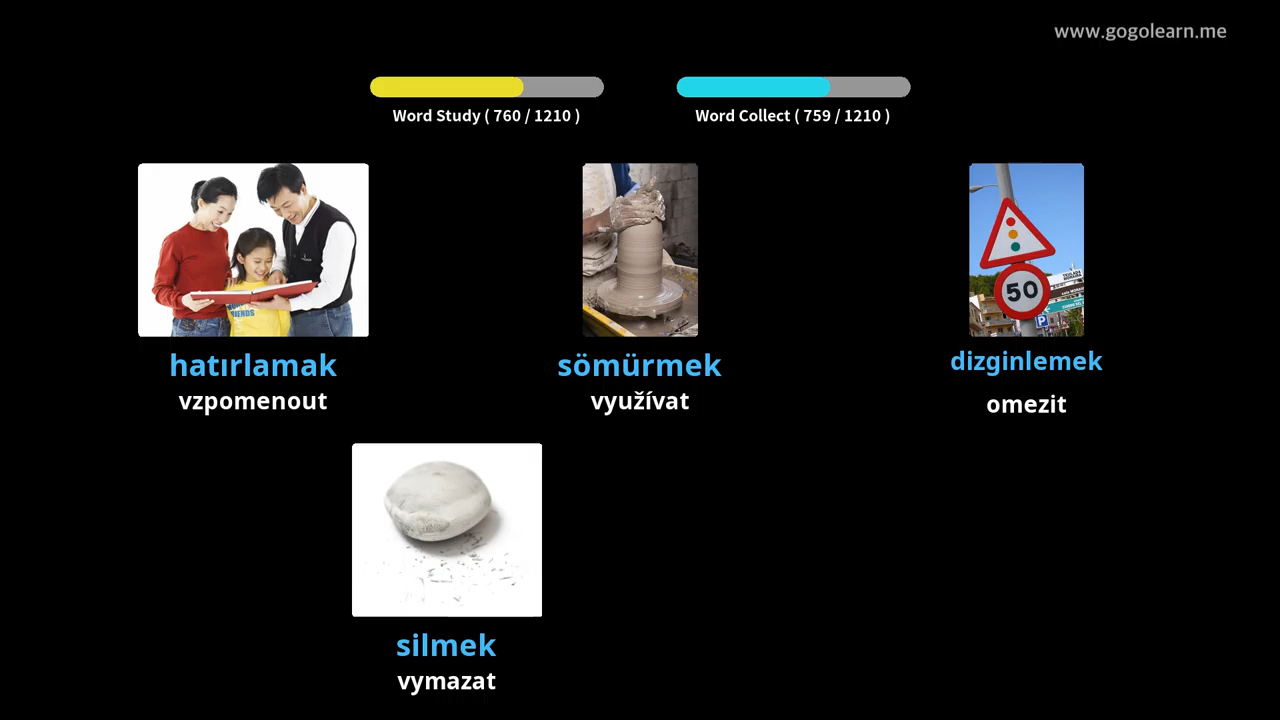 www.gogolearn.me
Word Study ( 760 / 1210 )
Word Collect ( 759 / 1210 )
50
P
hatırlamak
vzpomenout
sömürmek
využívat
dizginlemek
omezit
silmek
vymazat